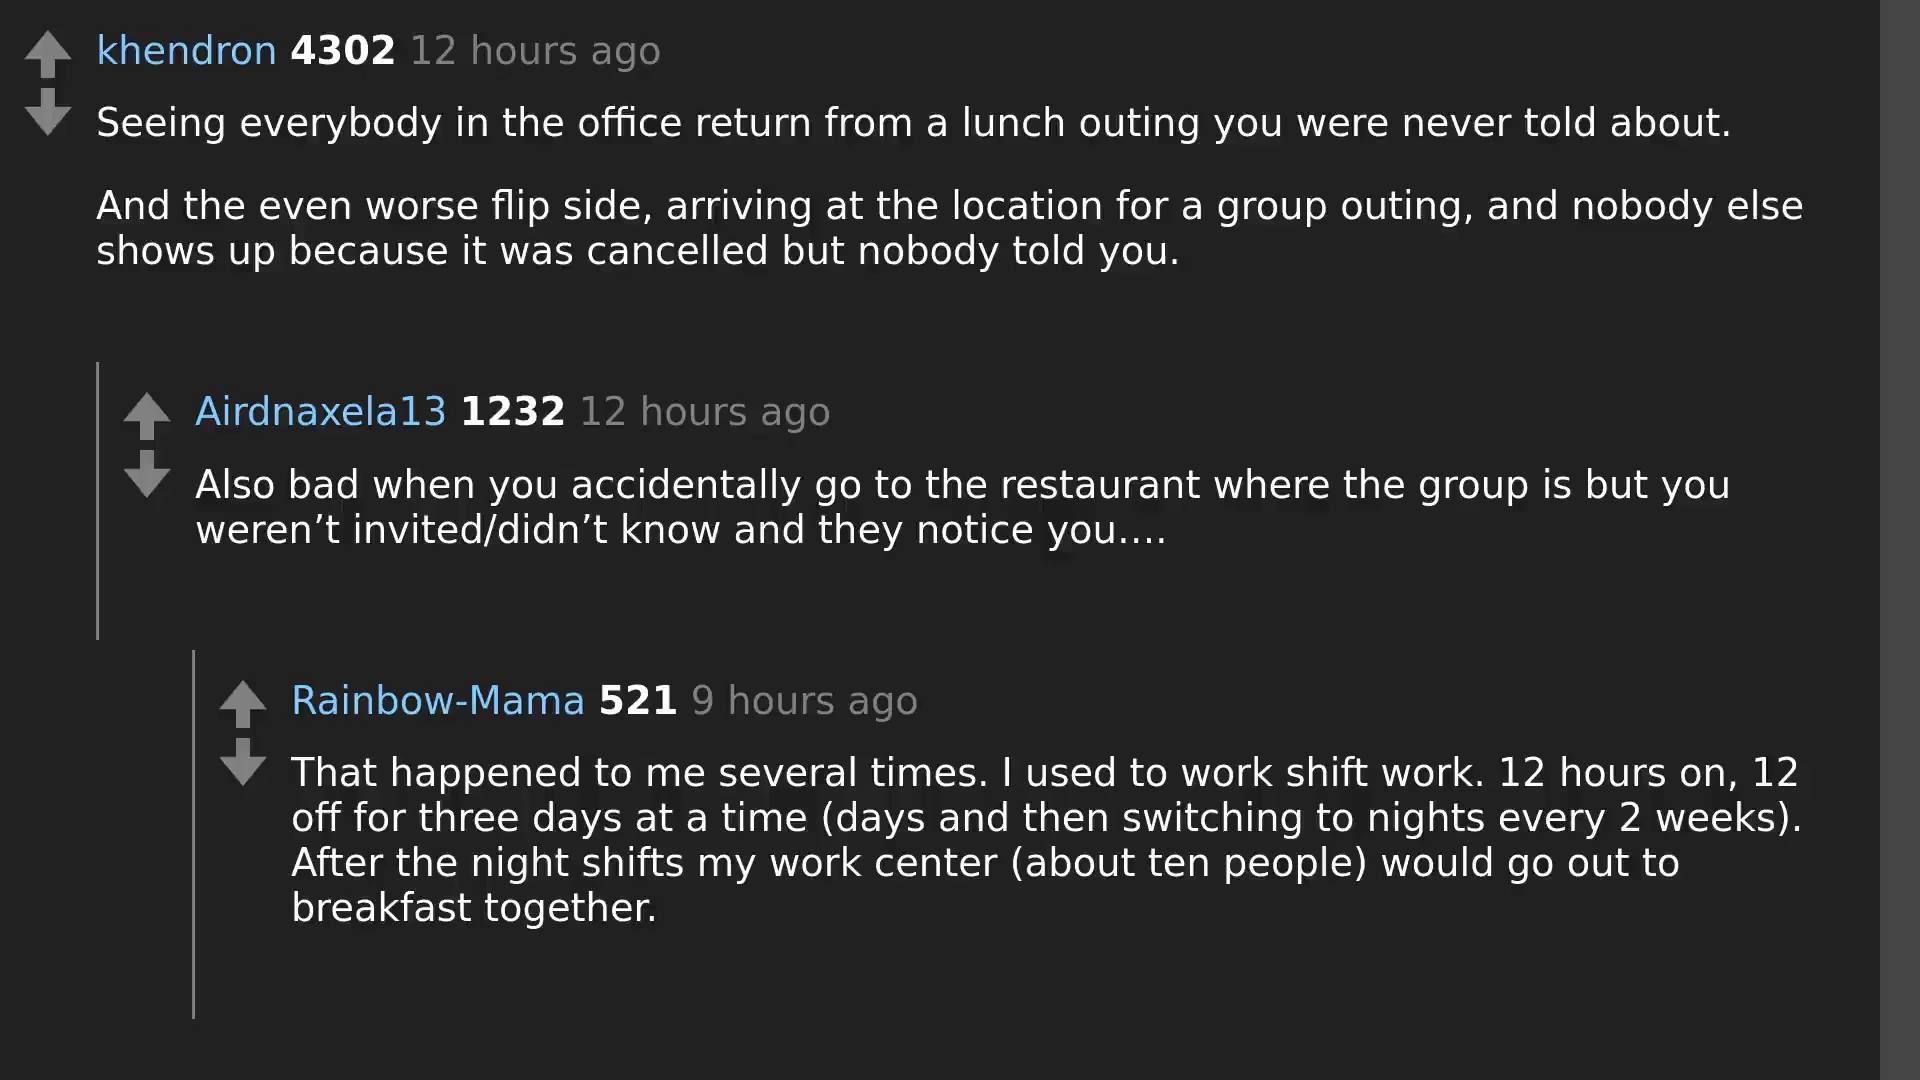 khendron 4302 12 hours ago
Seeing everybody in the office return from a lunch outing you were never told about.
And the even worse flip side, arriving at the location for a group outing, and nobody else
shows up because it was cancelled but nobody told you.
Airdnaxela13 1232 12 hours ago
Also bad when you accidentally go to the restaurant where the group is but you
weren’t invited/didn’t know and they notice you....
Rainbow-Mama 521 9 hours ago
That happened to me several times. I used to work shift work. 12 hours on, 12
off for three days at a time (days and then switching to nights every 2 weeks).
After the night shifts my work center (about ten people) would go out to
breakfast together.